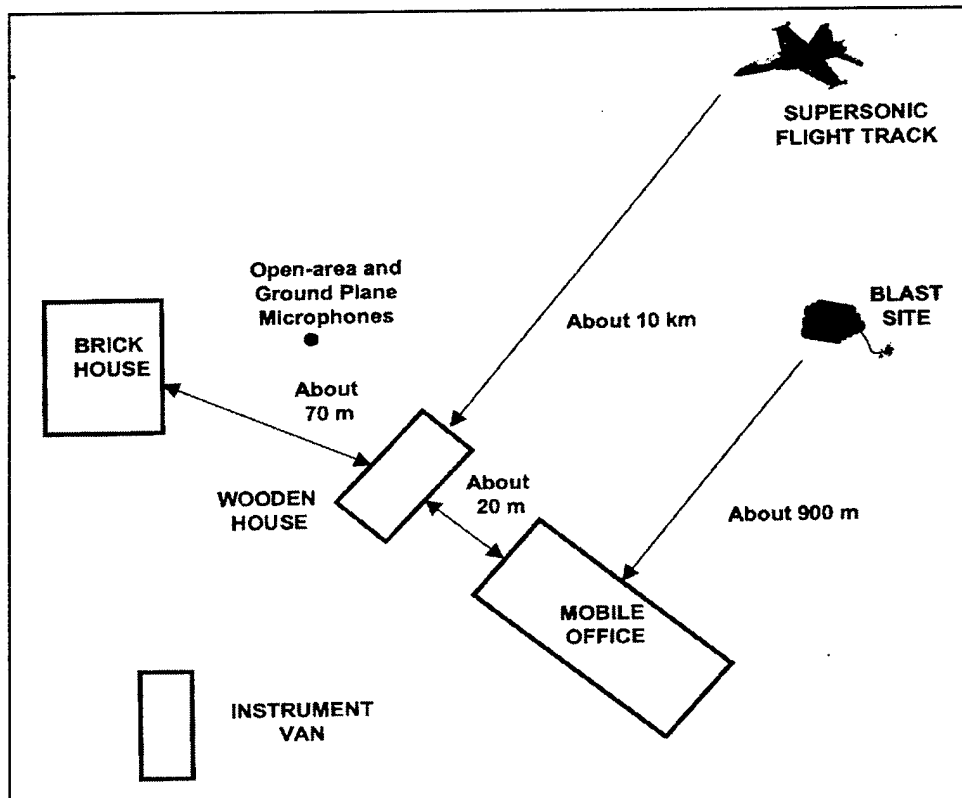 SUPERSONIC
FLIGHT TRACK
Open-area and
Ground Plane
Microphones
About 10 km
BLAST
SITE
BRICK
HOUSE
About
70 m
WOODEN
HOUSE
About
20 m
About 900 m
MOBILE
OFFICE
INSTRUMENT
VAN